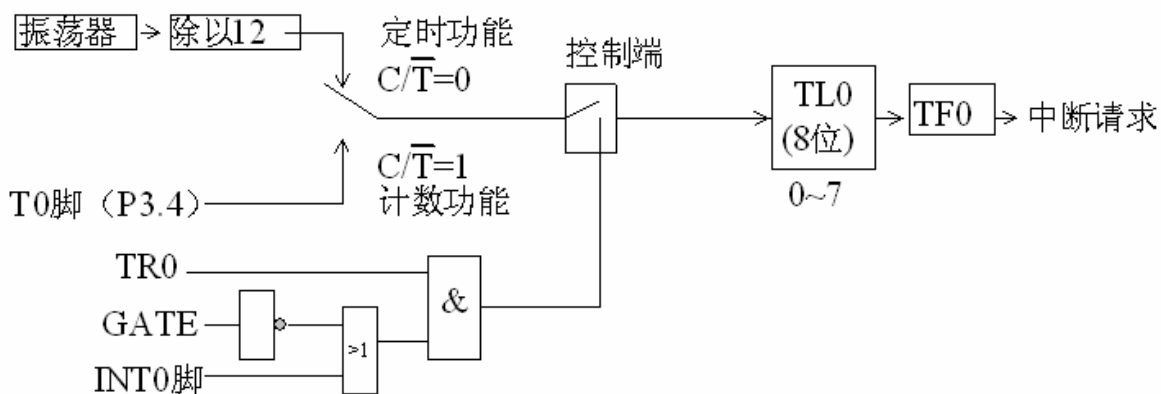 振荡器
除以12
定时功能
C/T̅=0
控制端
TL0
(8位)
0~7
TF0
中断请求
C/T̅=1
计数功能
T0脚（P3.4）
TR0
GATE
INT0脚
>1
&